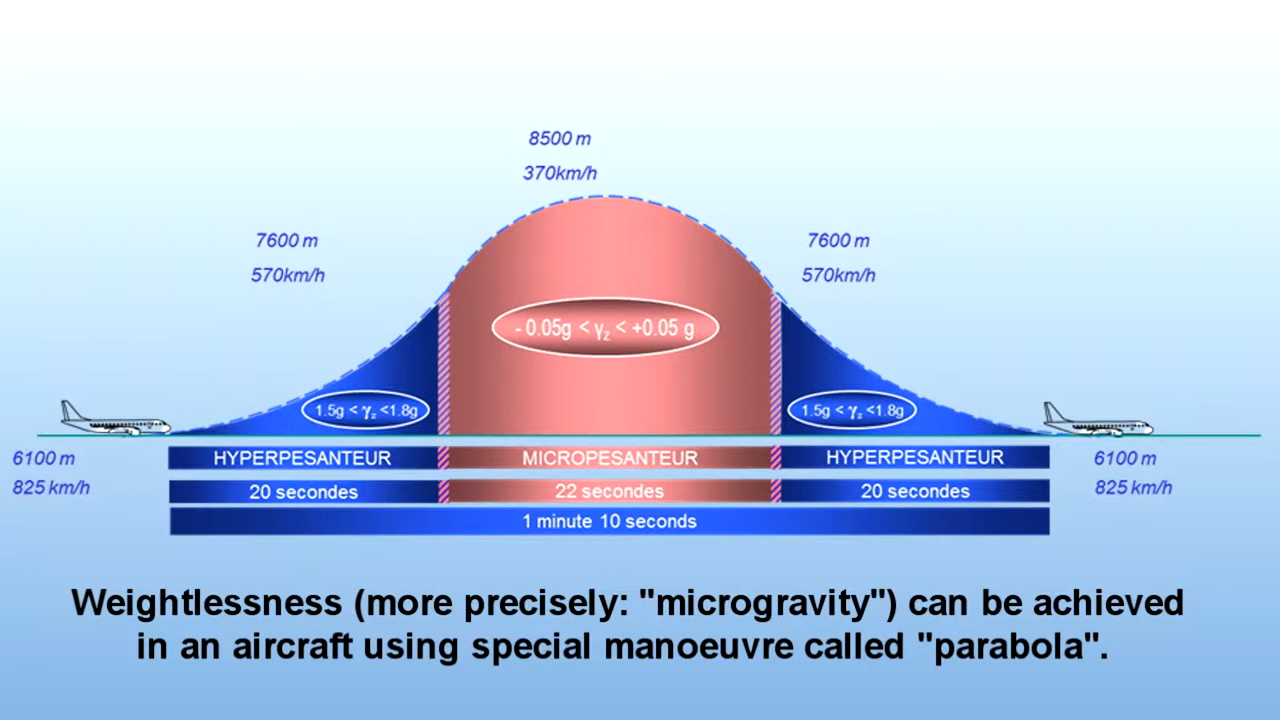 8500 m
370km/h
7600 m
570km/h
7600 m
570km/h
- 0.05g < γz < +0.05 g
1.5g < γz <1.8g
1.5g < γz <1.8g
6100 m
825 km/h
HYPERPESANTEUR
MICROPESANTEUR
HYPERPESANTEUR
6100 m
825 km/h
20 secondes
22 secondes
20 secondes
1 minute 10 seconds
Weightlessness (more precisely: "microgravity") can be achieved
in an aircraft using special manoeuvre called "parabola".